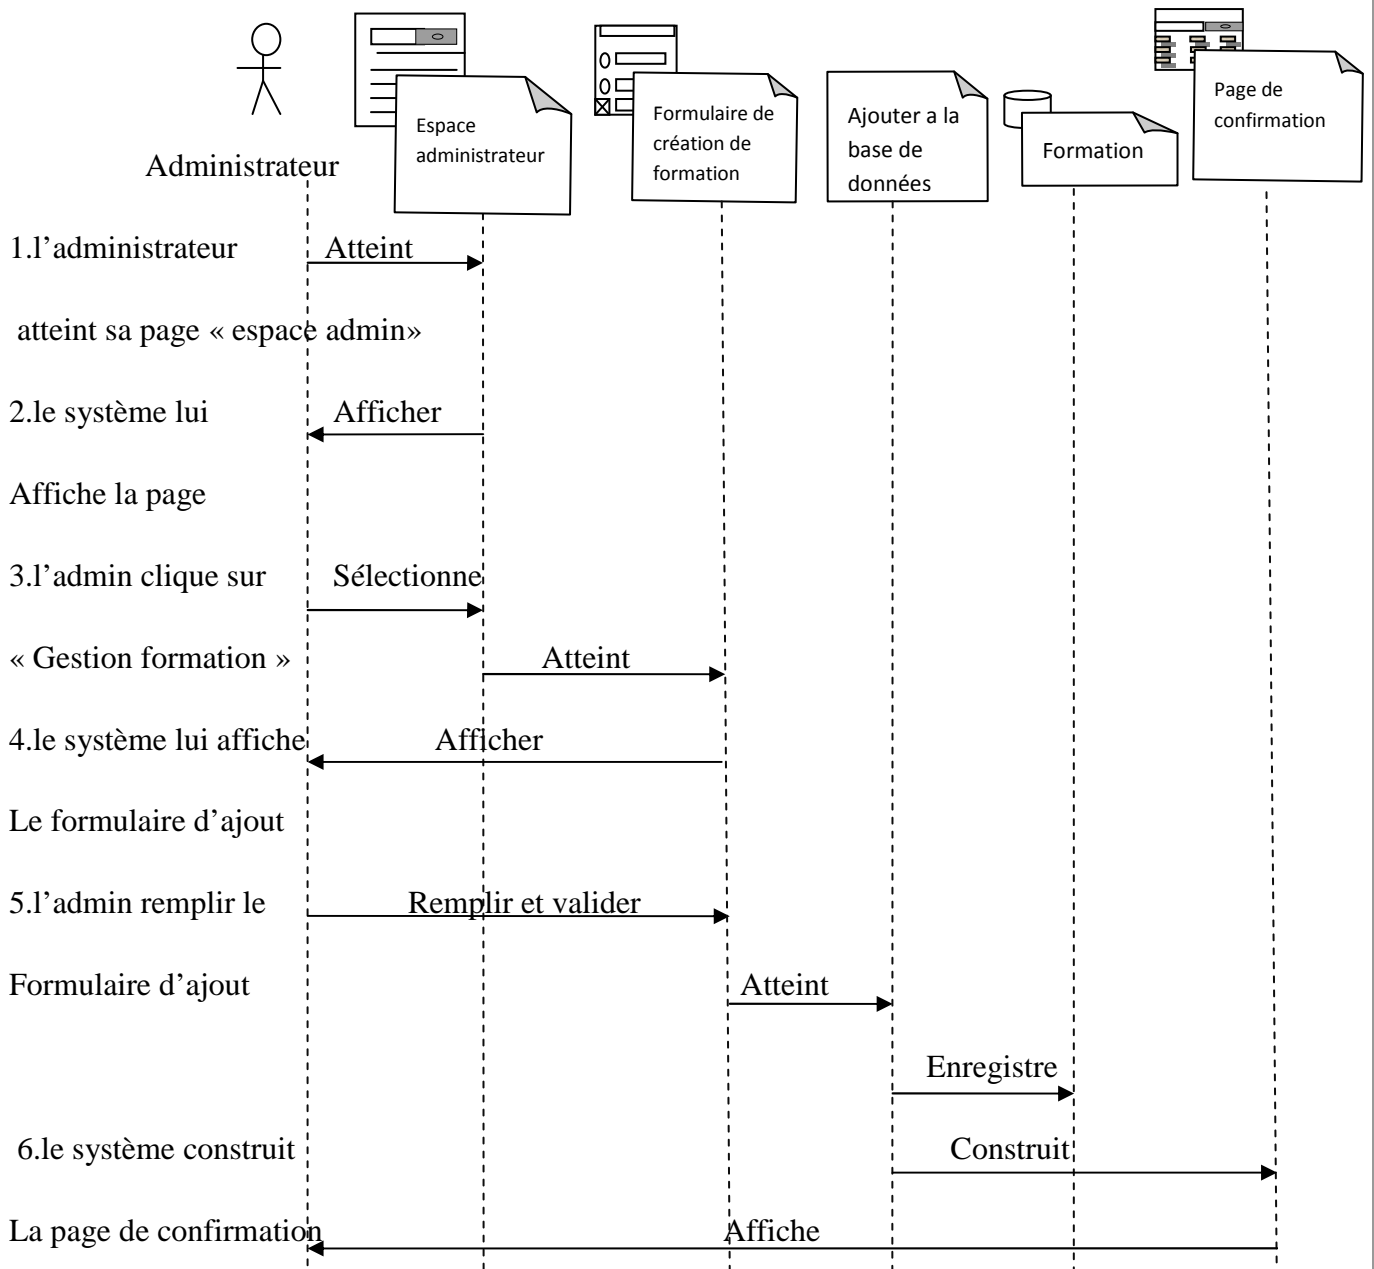 Espace
administrateur
Formulaire de
création de
formation
Ajouter a la
base de
données
Formation
Page de
confirmation
Administrateur
1.l’administrateur
Atteint
atteint sa page « espace admin»
2.le système lui
Afficher
Affiche la page
3.l’admin clique sur
Sélectionne
« Gestion formation »
Atteint
4.le système lui affiche
Afficher
Le formulaire d’ajout
5.l’admin remplir le
Remplir et valider
Formulaire d’ajout
Atteint
Enregistre
6.le système construit
Construit
La page de confirmation
Affiche